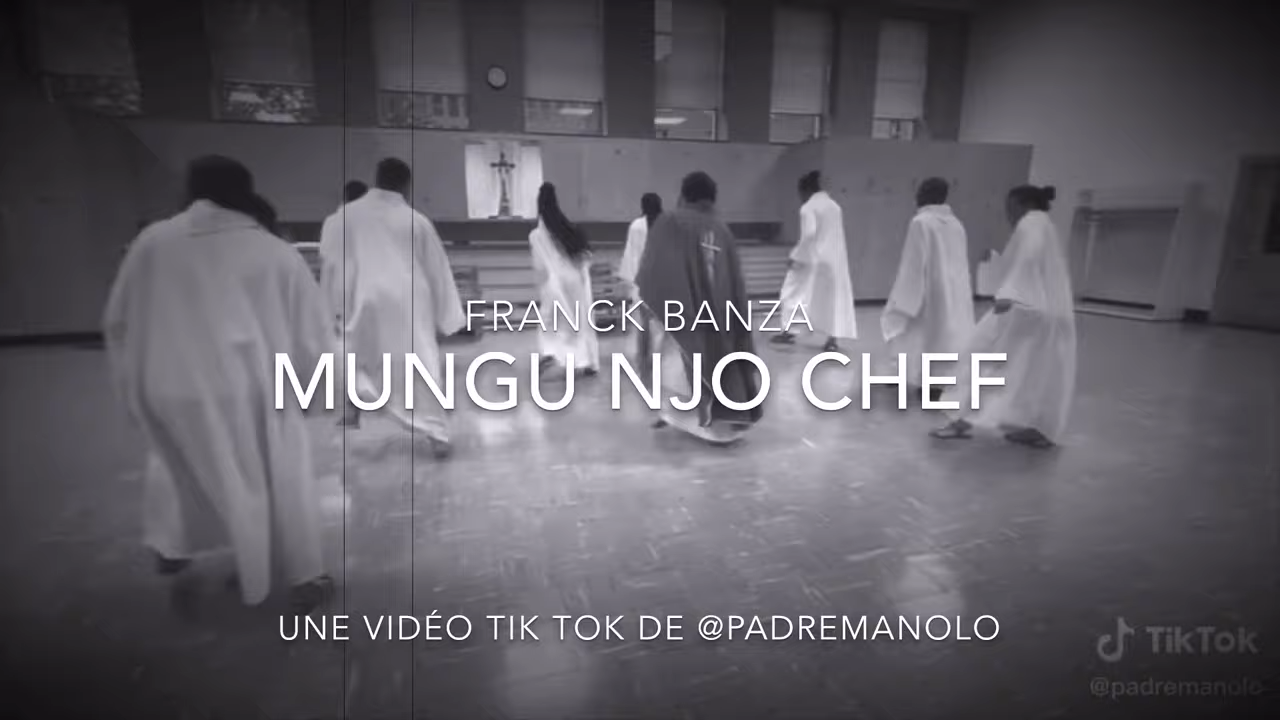 FRANCK BANZA
MUNGU NJO CHEF
UNE VIDÉO TIK TOK DE @PADREMANOLO
TikTok
@padremanolo